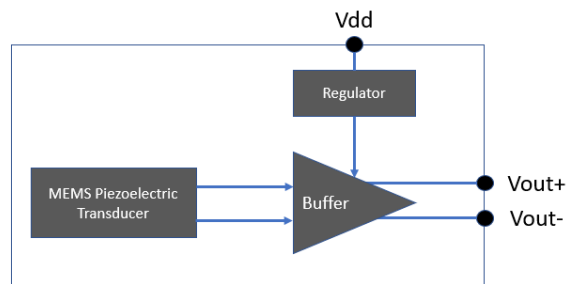 Vdd
Regulator
MEMS Piezoelectric
Transducer
Buffer
Vout+
Vout-